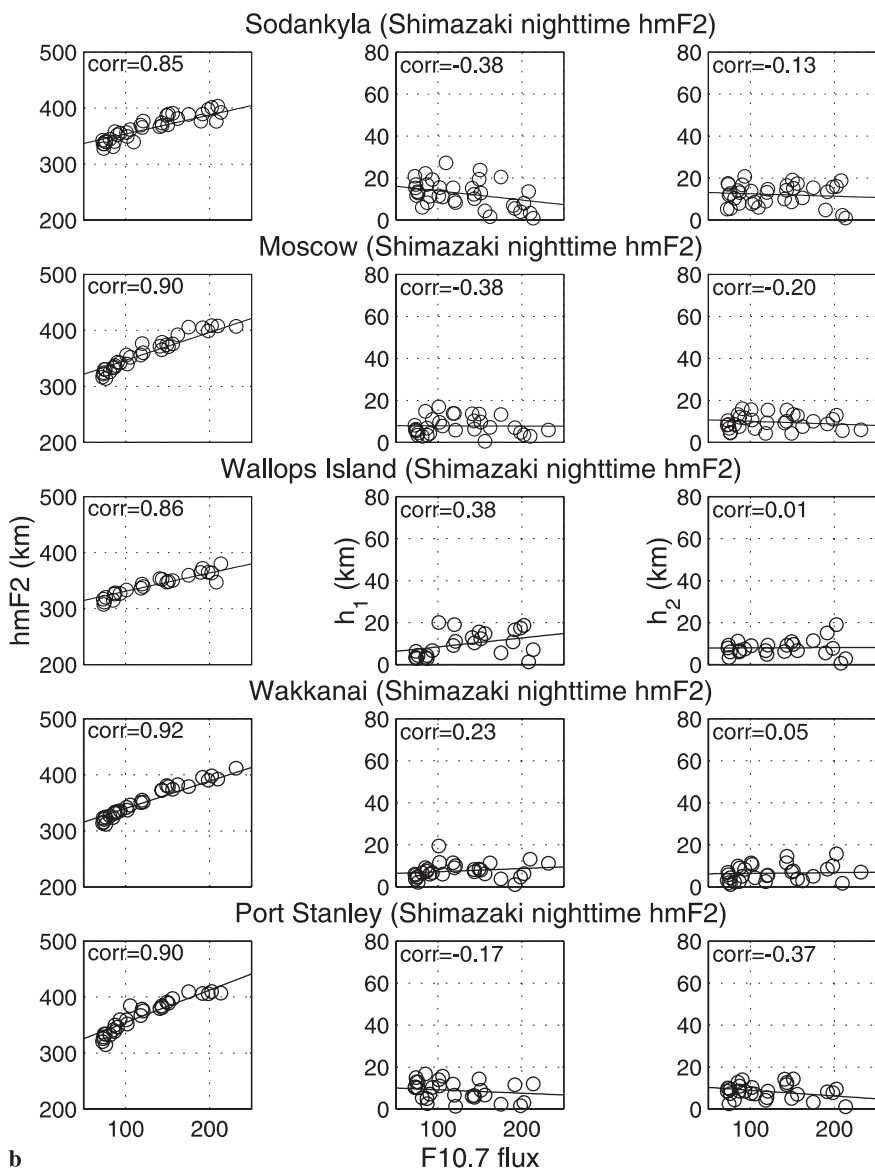 Sodankyla (Shimazaki nighttime hmF2)
500
400
300
200
corr=0.85
80
60
40
20
0
corr=-0.38
80
60
40
20
0
corr=-0.13
Moscow (Shimazaki nighttime hmF2)
500
400
300
200
corr=0.90
80
60
40
20
0
corr=-0.38
80
60
40
20
0
corr=-0.20
Wallops Island (Shimazaki nighttime hmF2)
hmF2 (km)
500
400
300
200
corr=0.86
h1 (km)
80
60
40
20
0
corr=0.38
h2 (km)
80
60
40
20
0
corr=0.01
Wakkanai (Shimazaki nighttime hmF2)
500
400
300
200
corr=0.92
80
60
40
20
0
corr=0.23
80
60
40
20
0
corr=0.05
Port Stanley (Shimazaki nighttime hmF2)
500
400
300
200
corr=0.90
80
60
40
20
0
corr=-0.17
80
60
40
20
0
corr=-0.37
100 200
100 200
100 200
b
F10.7 flux